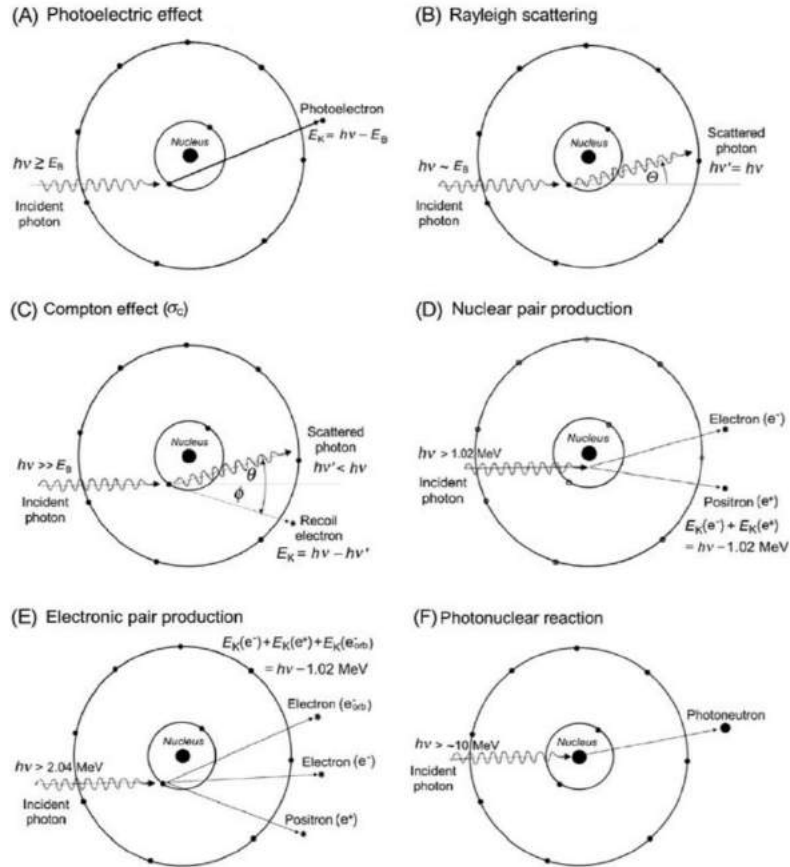 (A) Photoelectric effect
Photoelectron
Nucleus
E_K = hν − E_B
hν ≳ E_B
Incident
photon
(B) Rayleigh scattering
Nucleus
Scattered
photon
hν ~ E_B
hν' = hν
Θ
Incident
photon
(C) Compton effect (σ_C)
Nucleus
Scattered
photon
hν >> E_B
θ
hν' < hν
ϕ
Incident
photon
Recoil
electron
E_K = hν − hν'
(D) Nuclear pair production
Electron (e⁻)
Nucleus
hν > 1.02 MeV
Incident
photon
Positron (e⁺)
E_K(e⁻) + E_K(e⁺)
= hν − 1.02 MeV
(E) Electronic pair production
E_K(e⁻)+E_K(e⁺)+E_K(e⁻orb)
= hν − 1.02 MeV
Electron (e⁻orb)
Nucleus
hν > 2.04 MeV
Electron (e⁻)
Incident
photon
Positron (e⁺)
(F) Photonuclear reaction
Photoneutron
Nucleus
hν > ~10 MeV
Incident
photon